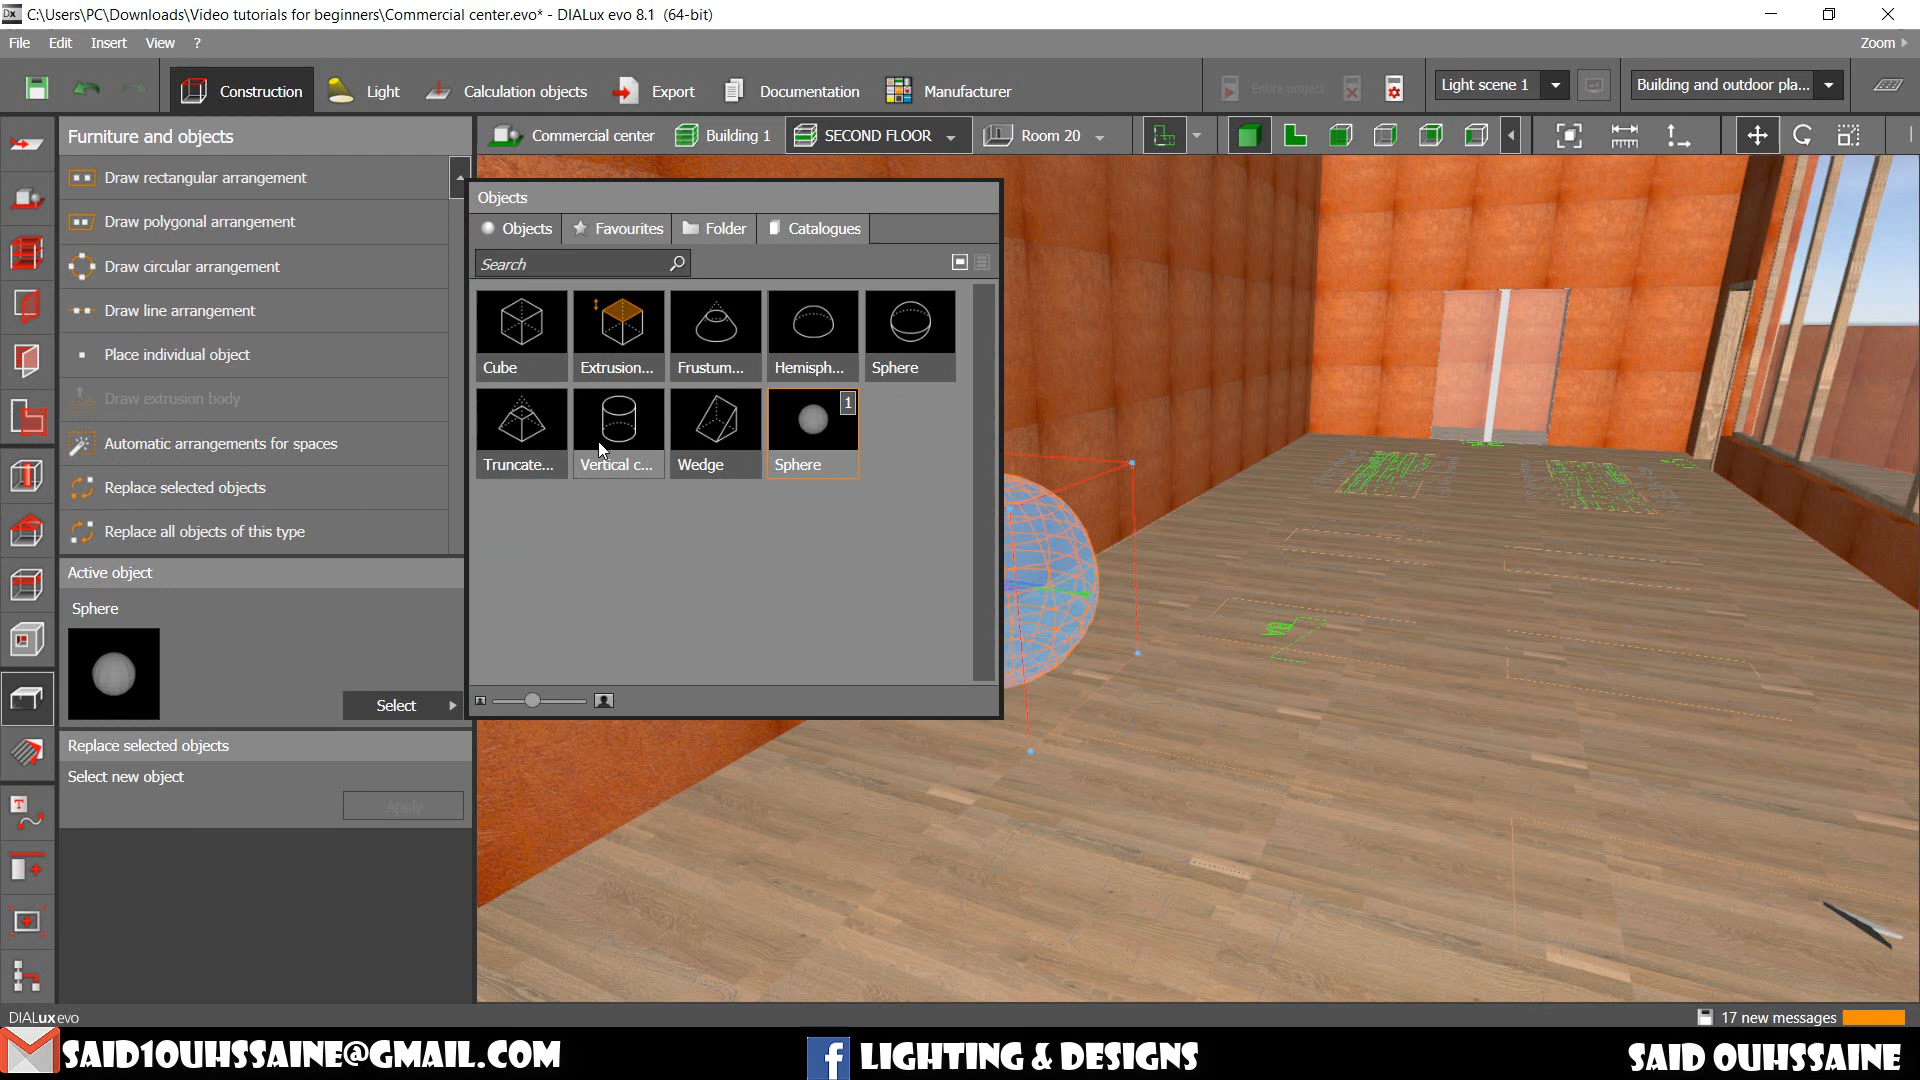 C:\Users\PC\Downloads\Video tutorials for beginners\Commercial center.evo* - DIALux evo 8.1 (64-bit)
File Edit Insert View ? Zoom
Construction Light Calculation objects Export Documentation Manufacturer Entire project Light scene 1 Building and outdoor pla...
Furniture and objects
Commercial center Building 1 SECOND FLOOR Room 20
Draw rectangular arrangement
Draw polygonal arrangement
Draw circular arrangement
Draw line arrangement
Place individual object
Draw extrusion body
Automatic arrangements for spaces
Replace selected objects
Replace all objects of this type
Active object
Sphere
Select
Replace selected objects
Select new object
Apply
Objects
Objects Favourites Folder Catalogues
Search
Cube Extrusion... Frustum... Hemisph... Sphere
1
Truncate... Vertical c... Wedge Sphere
DIALux evo
17 new messages
SAID1OUHSSAINE@GMAIL.COM
LIGHTING & DESIGNS
SAID OUHSSAINE